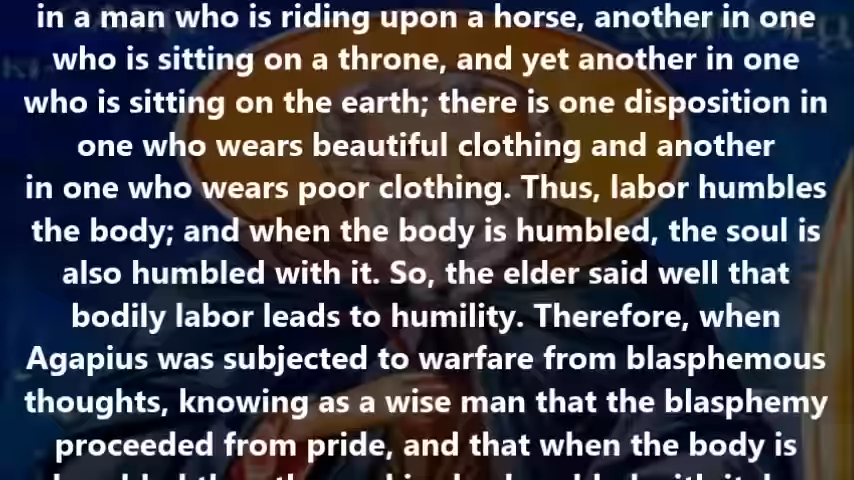 in a man who is riding upon a horse, another in one
who is sitting on a throne, and yet another in one
who is sitting on the earth; there is one disposition in
one who wears beautiful clothing and another
in one who wears poor clothing. Thus, labor humbles
the body; and when the body is humbled, the soul is
also humbled with it. So, the elder said well that
bodily labor leads to humility. Therefore, when
Agapius was subjected to warfare from blasphemous
thoughts, knowing as a wise man that the blasphemy
proceeded from pride, and that when the body is